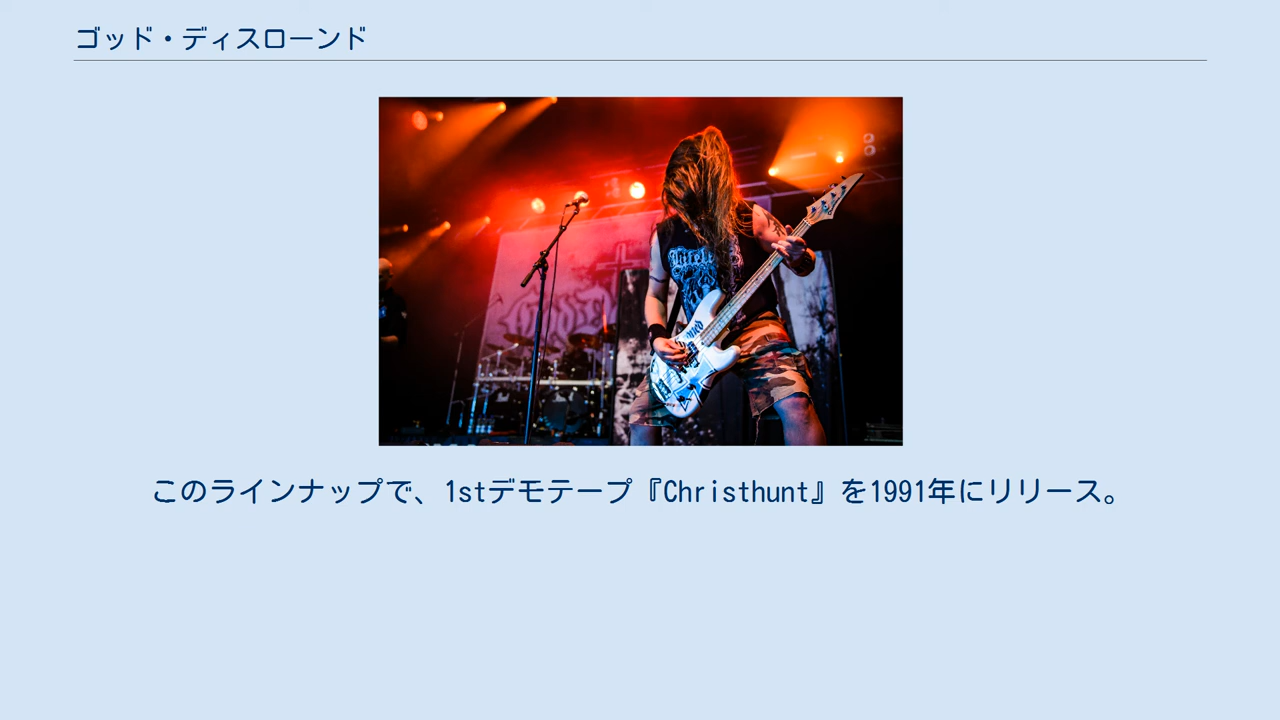 ゴッド・ディスローンド
このラインナップで、1stデモテープ『Christhunt』を1991年にリリース。